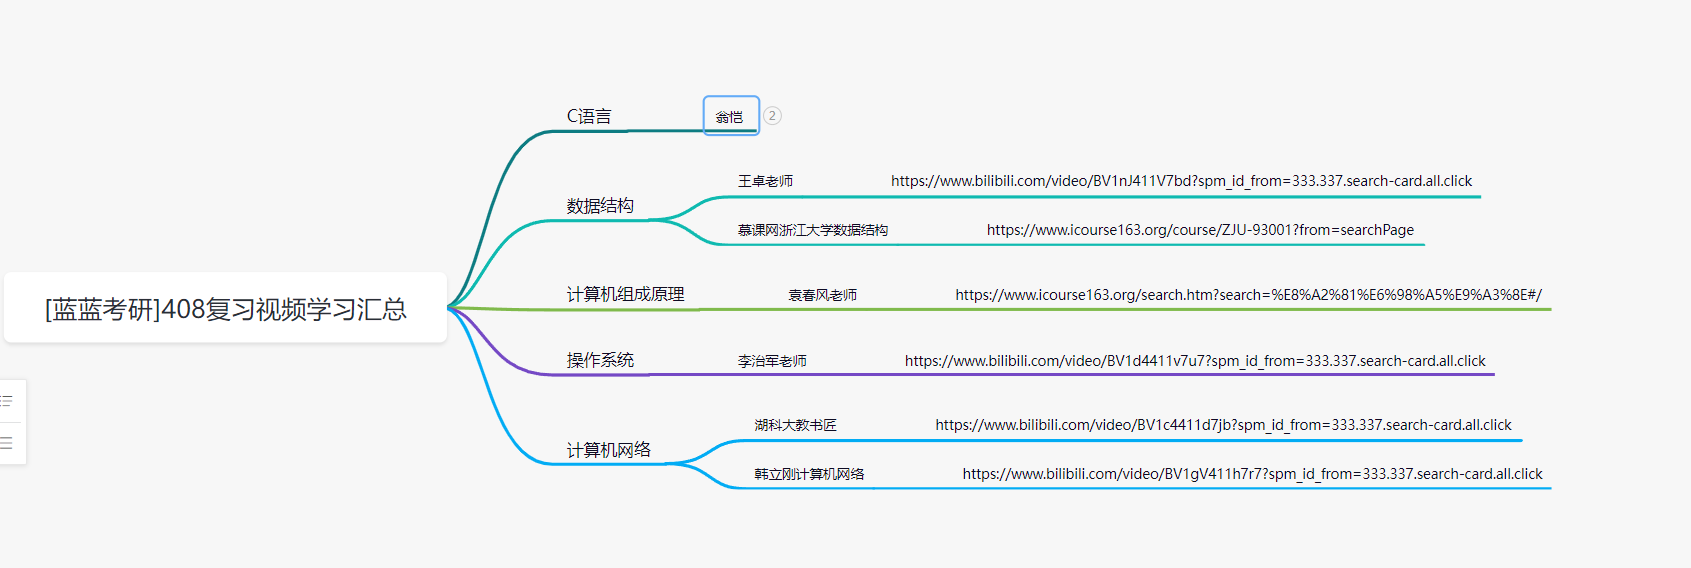 [蓝蓝考研]408复习视频学习汇总
C语言
翁恺
2
数据结构
王卓老师
https://www.bilibili.com/video/BV1nJ411V7bd?spm_id_from=333.337.search-card.all.click
慕课网浙江大学数据结构
https://www.icourse163.org/course/ZJU-93001?from=searchPage
计算机组成原理
袁春风老师
https://www.icourse163.org/search.htm?search=%E8%A2%81%E6%98%A5%E9%A3%8E#/
操作系统
李治军老师
https://www.bilibili.com/video/BV1d4411v7u7?spm_id_from=333.337.search-card.all.click
计算机网络
湖科大教书匠
https://www.bilibili.com/video/BV1c4411d7jb?spm_id_from=333.337.search-card.all.click
韩立刚计算机网络
https://www.bilibili.com/video/BV1gV411h7r7?spm_id_from=333.337.search-card.all.click